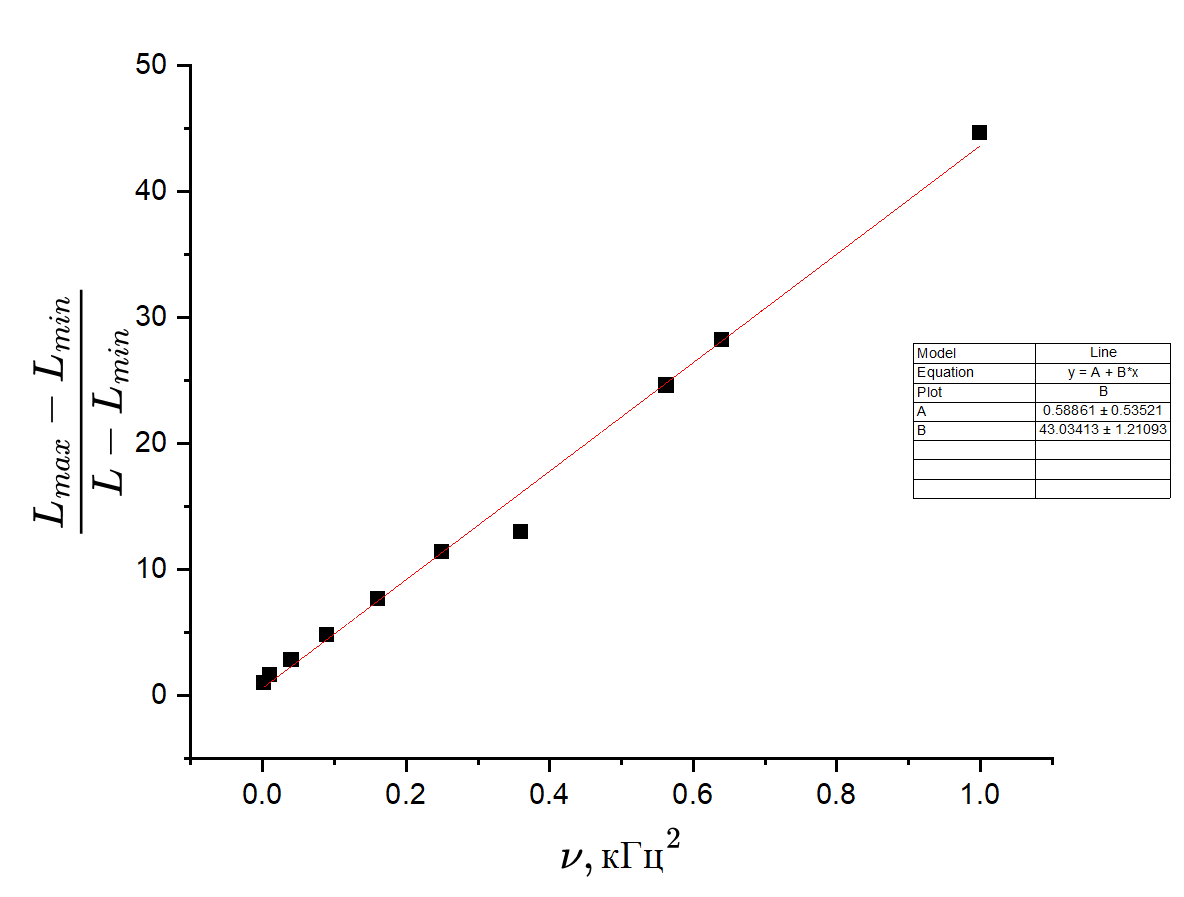 50
40
30
20
10
0
L_max − L_min
L − L_min
Model Line
Equation y = A + B*x
Plot B
A 0.58861 ± 0.53521
B 43.03413 ± 1.21093
0.0 0.2 0.4 0.6 0.8 1.0
ν, кГц²